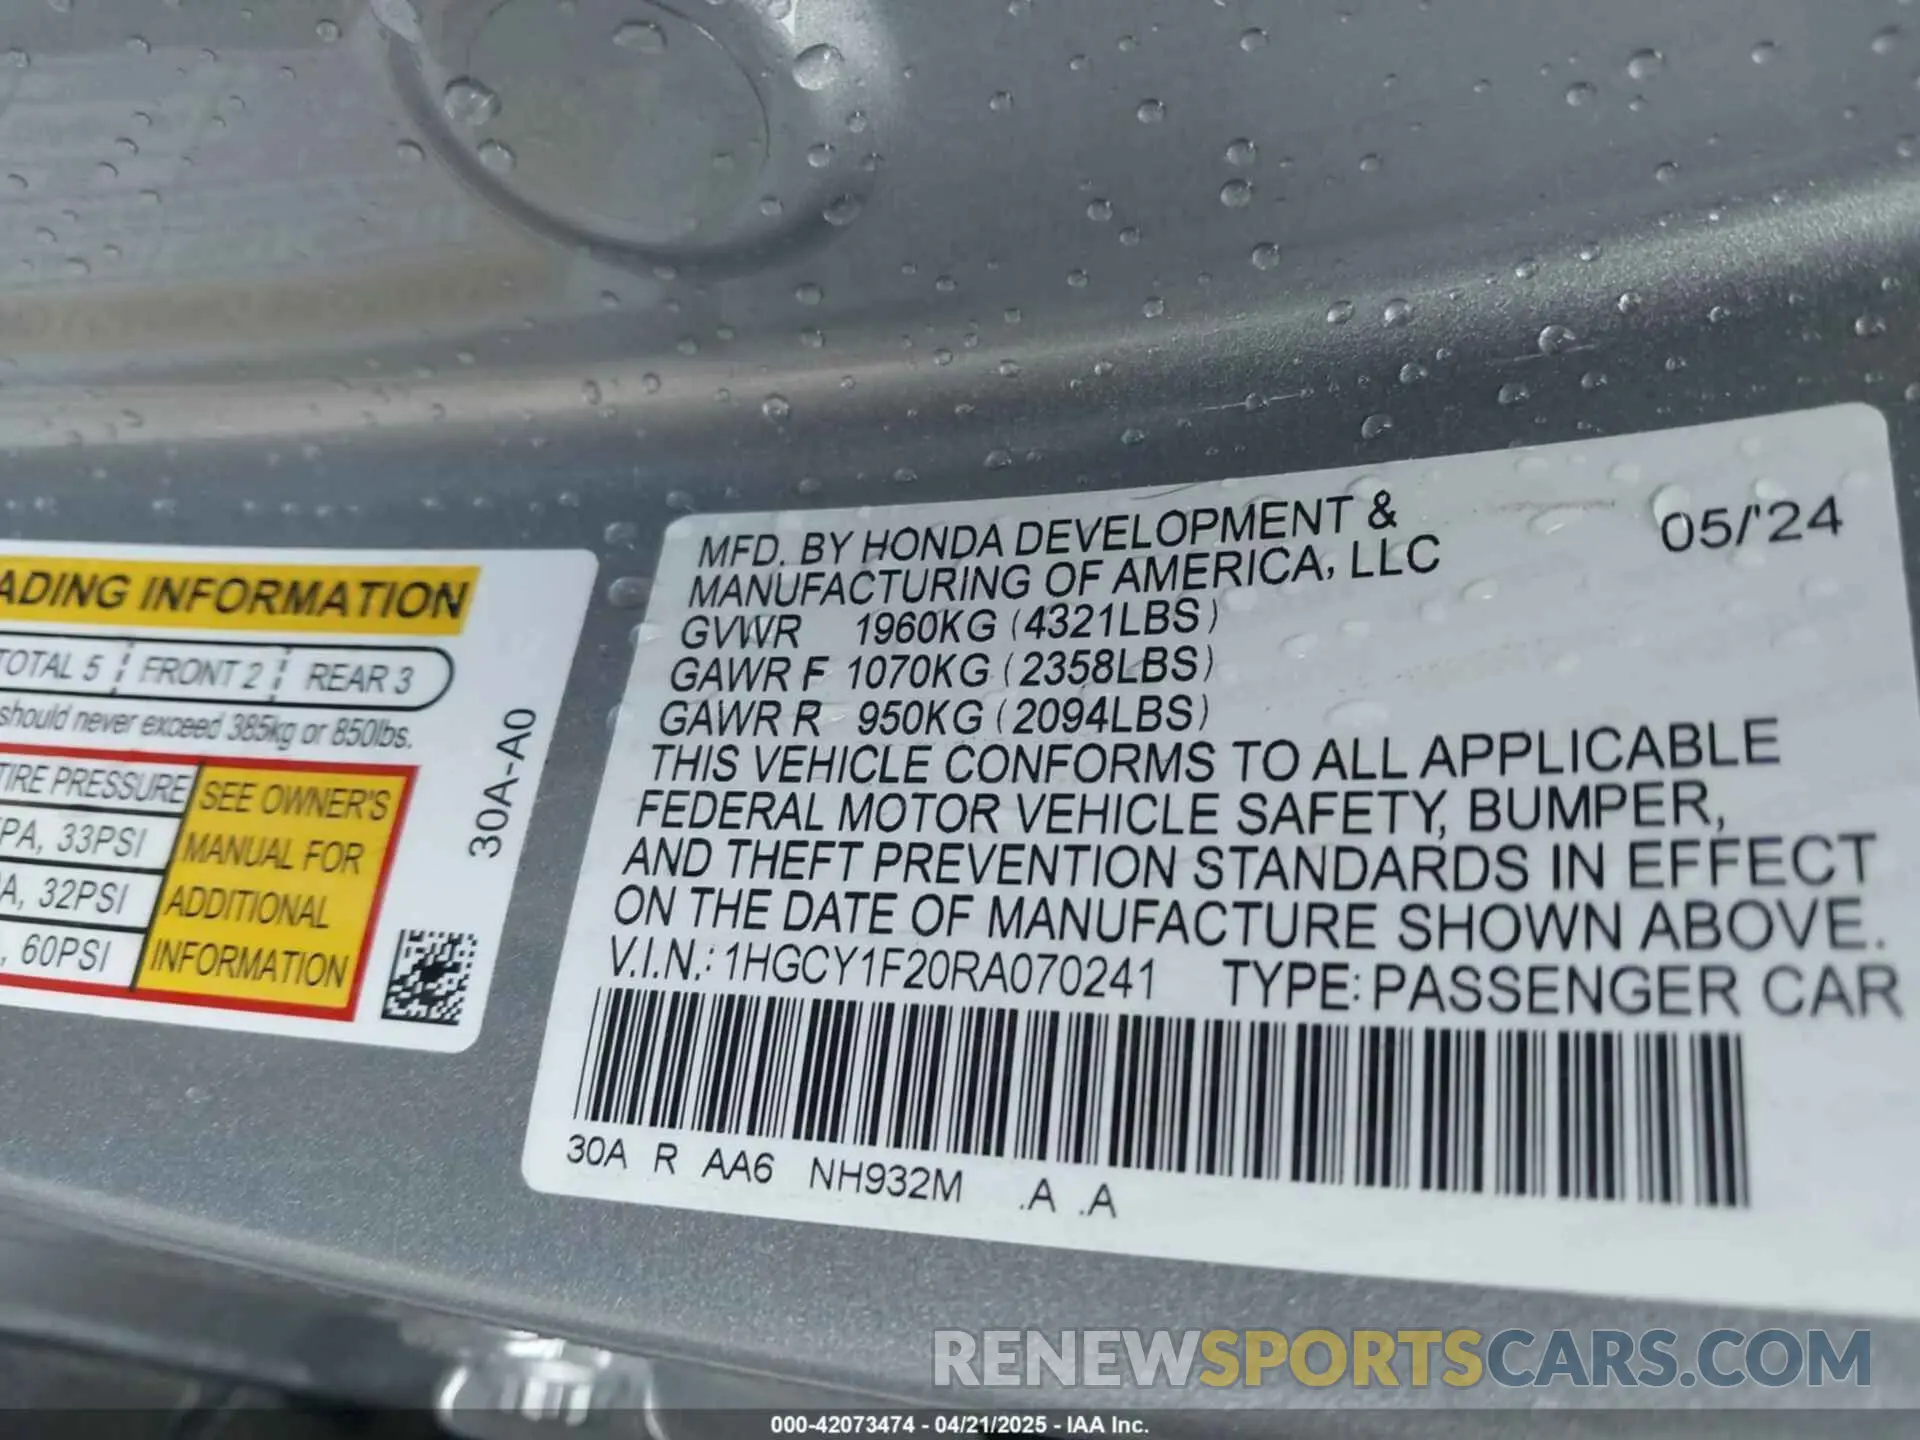 ADING INFORMATION
TOTAL 5 FRONT 2 REAR 3
should never exceed 385kg or 850lbs.
TIRE PRESSURE
PA, 33PSI
A, 32PSI
, 60PSI
SEE OWNER'S
MANUAL FOR
ADDITIONAL
INFORMATION
30A-A0
MFD. BY HONDA DEVELOPMENT & 05/'24
MANUFACTURING OF AMERICA, LLC
GVWR 1960KG (4321LBS)
GAWR F 1070KG (2358LBS)
GAWR R 950KG (2094LBS)
THIS VEHICLE CONFORMS TO ALL APPLICABLE
FEDERAL MOTOR VEHICLE SAFETY, BUMPER,
AND THEFT PREVENTION STANDARDS IN EFFECT
ON THE DATE OF MANUFACTURE SHOWN ABOVE.
V.I.N.: 1HGCY1F20RA070241 TYPE: PASSENGER CAR
30A R AA6 NH932M .A .A
RENEWSPORTSCARS.COM
000-42073474 - 04/21/2025 - IAA Inc.